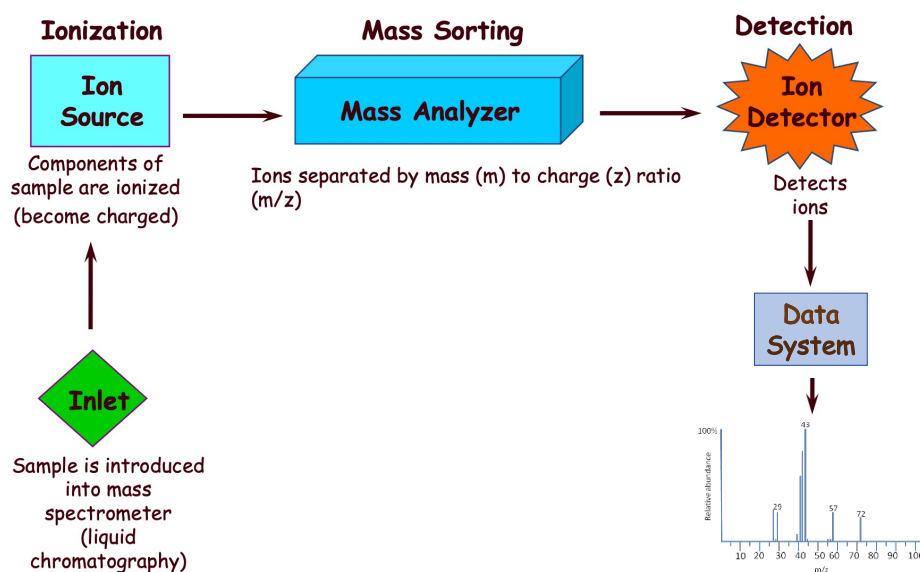 Ionization
Mass Sorting
Detection
Ion
Source
Mass Analyzer
Ion
Detector
Components of
sample are ionized
(become charged)
Ions separated by mass (m) to charge (z) ratio
(m/z)
Detects
ions
Data
System
Inlet
Sample is introduced
into mass
spectrometer
(liquid
chromatography)
100%
Relative abundance
43
29
57
72
10 20 30 40 50 60 70 80 90 100
m/z